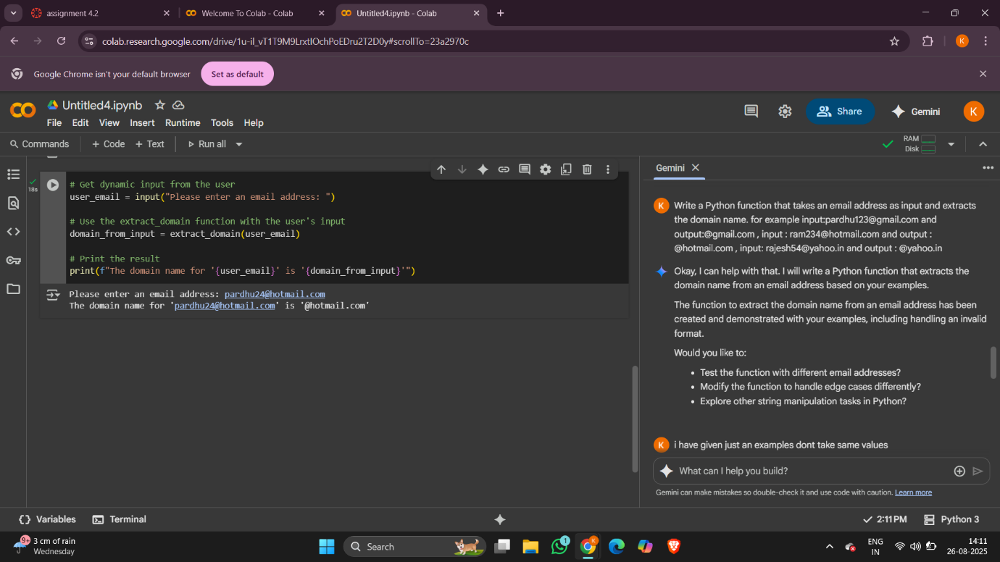 assignment 4.2
Welcome To Colab - Colab
Untitled4.ipynb - Colab
colab.research.google.com/drive/1u-il_vT1T9M9LrxtIOchPoEDru2T2D0y#scrollTo=23a2970c
K
Google Chrome isn't your default browser
Set as default
Untitled4.ipynb
File Edit View Insert Runtime Tools Help
Share
Gemini
K
Commands
+ Code + Text
Run all
RAM
Disk
18s
# Get dynamic input from the user
user_email = input("Please enter an email address: ")
# Use the extract_domain function with the user's input
domain_from_input = extract_domain(user_email)
# Print the result
print(f"The domain name for '{user_email}' is '{domain_from_input}'")
Please enter an email address: pardhu24@hotmail.com
The domain name for 'pardhu24@hotmail.com' is '@hotmail.com'
Gemini
K
Write a Python function that takes an email address as input and extracts
the domain name. for example input:pardhu123@gmail.com and
output:@gmail.com , input : ram234@hotmail.com and output :
@hotmail.com , input: rajesh54@yahoo.in and output : @yahoo.in
Okay, I can help with that. I will write a Python function that extracts the
domain name from an email address based on your examples.
The function to extract the domain name from an email address has been
created and demonstrated with your examples, including handling an invalid
format.
Would you like to:
• Test the function with different email addresses?
• Modify the function to handle edge cases differently?
• Explore other string manipulation tasks in Python?
K
i have given just an examples dont take same values
What can I help you build?
Gemini can make mistakes so double-check it and use code with caution. Learn more
Variables
Terminal
2:11 PM
Python 3
9+
3 cm of rain
Wednesday
Search
1
K
ENG
IN
14:11
26-08-2025